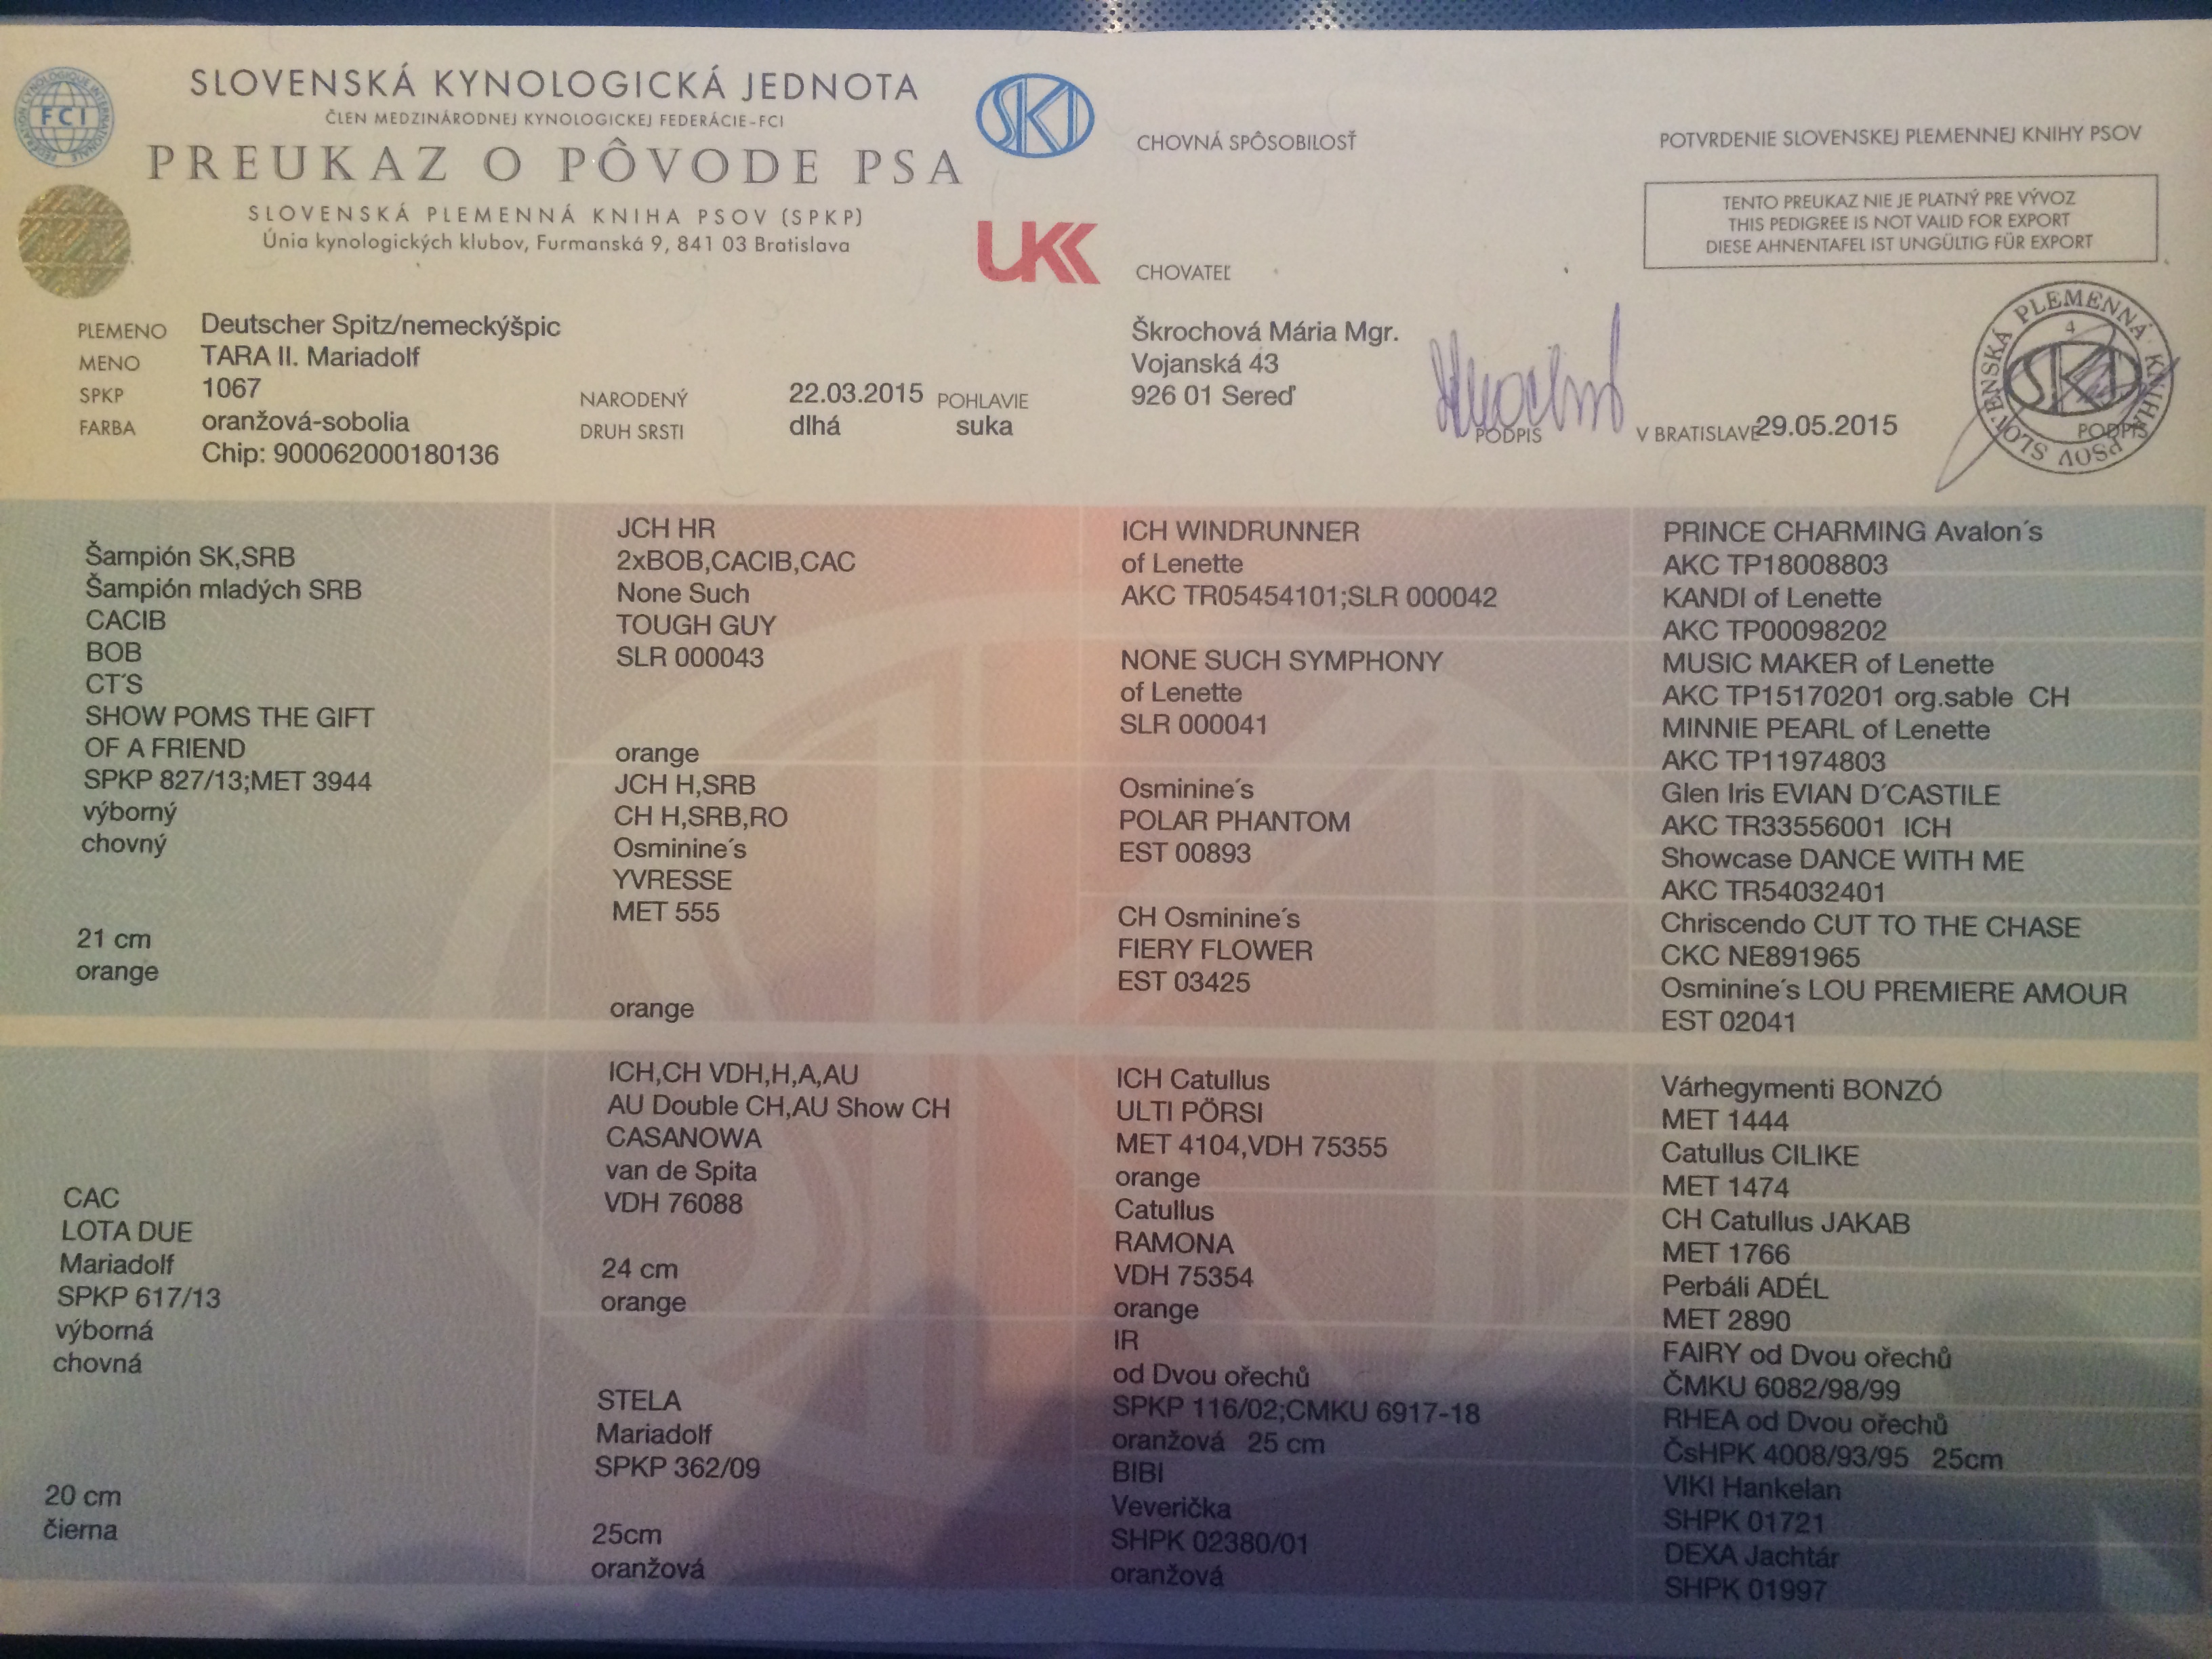 SLOVENSKÁ KYNOLOGICKÁ JEDNOTA
ČLEN MEDZINÁRODNEJ KYNOLOGICKEJ FEDERÁCIE-FCI
PREUKAZ O PÔVODE PSA
SLOVENSKÁ PLEMENNÁ KNIHA PSOV (SPKP)
Únia kynologických klubov, Furmanská 9, 841 03 Bratislava
FCI
SKJ
UKK
CHOVNÁ SPÔSOBILOSŤ
POTVRDENIE SLOVENSKEJ PLEMENNEJ KNIHY PSOV
TENTO PREUKAZ NIE JE PLATNÝ PRE VÝVOZ
THIS PEDIGREE IS NOT VALID FOR EXPORT
DIESE AHNENTAFEL IST UNGÜLTIG FÜR EXPORT
CHOVATEĽ
PLEMENO Deutscher Spitz/nemeckýšpic
MENO TARA II. Mariadolf
SPKP 1067
NARODENÝ 22.03.2015 POHLAVIE
FARBA oranžová-sobolia
DRUH SRSTI dlhá suka
Chip: 900062000180136
Škrochová Mária Mgr.
Vojanská 43
926 01 Sereď
PODPIS
V BRATISLAVE 29.05.2015
PODPIS
SLOVENSKÁ PLEMENNÁ KNIHA PSOV
4
SKJ
Šampión SK,SRB
Šampión mladých SRB
CACIB
BOB
CT´S
SHOW POMS THE GIFT
OF A FRIEND
SPKP 827/13;MET 3944
výborný
chovný
21 cm
orange
JCH HR
2xBOB,CACIB,CAC
None Such
TOUGH GUY
SLR 000043
orange
JCH H,SRB
CH H,SRB,RO
Osminine´s
YVRESSE
MET 555
orange
ICH WINDRUNNER
of Lenette
AKC TR05454101;SLR 000042
NONE SUCH SYMPHONY
of Lenette
SLR 000041
Osminine´s
POLAR PHANTOM
EST 00893
CH Osminine´s
FIERY FLOWER
EST 03425
PRINCE CHARMING Avalon´s
AKC TP18008803
KANDI of Lenette
AKC TP00098202
MUSIC MAKER of Lenette
AKC TP15170201 org.sable CH
MINNIE PEARL of Lenette
AKC TP11974803
Glen Iris EVIAN D´CASTILE
AKC TR33556001 ICH
Showcase DANCE WITH ME
AKC TR54032401
Chriscendo CUT TO THE CHASE
CKC NE891965
Osminine´s LOU PREMIERE AMOUR
EST 02041
CAC
LOTA DUE
Mariadolf
SPKP 617/13
výborná
chovná
20 cm
čierna
ICH,CH VDH,H,A,AU
AU Double CH,AU Show CH
CASANOWA
van de Spita
VDH 76088
24 cm
orange
STELA
Mariadolf
SPKP 362/09
25cm
oranžová
ICH Catullus
ULTI PÖRSI
MET 4104,VDH 75355
orange
Catullus
RAMONA
VDH 75354
orange
IR
od Dvou ořechů
SPKP 116/02;CMKU 6917-18
oranžová 25 cm
BIBI
Veverička
SHPK 02380/01
oranžová
Várhegymenti BONZÓ
MET 1444
Catullus CILIKE
MET 1474
CH Catullus JAKAB
MET 1766
Perbáli ADÉL
MET 2890
FAIRY od Dvou ořechů
ČMKU 6082/98/99
RHEA od Dvou ořechů
ČsHPK 4008/93/95 25cm
VIKI Hankelan
SHPK 01721
DEXA Jachtár
SHPK 01997